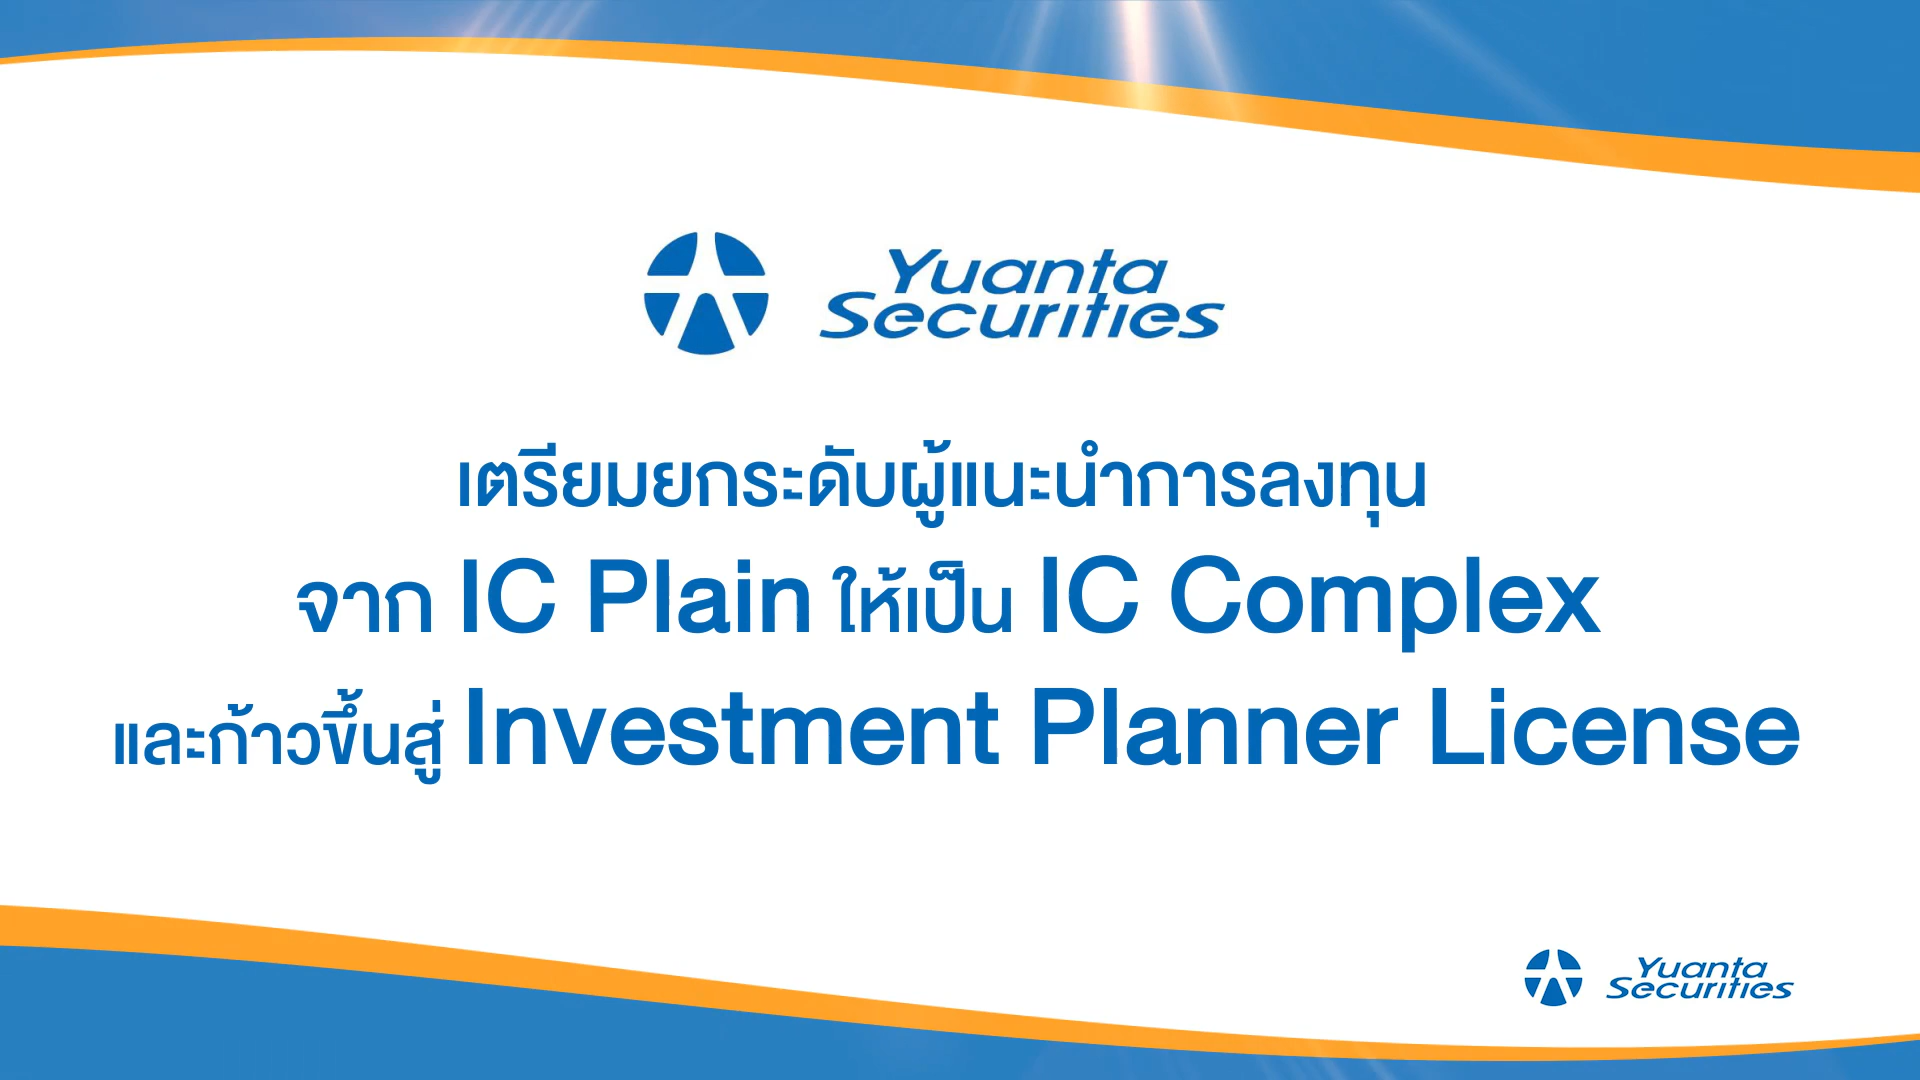 Yuanta
Securities
เตรียมยกระดับผู้แนะนำการลงทุน
จาก IC Plain ให้เป็น IC Complex
และก้าวขึ้นสู่ Investment Planner License
Yuanta
Securities